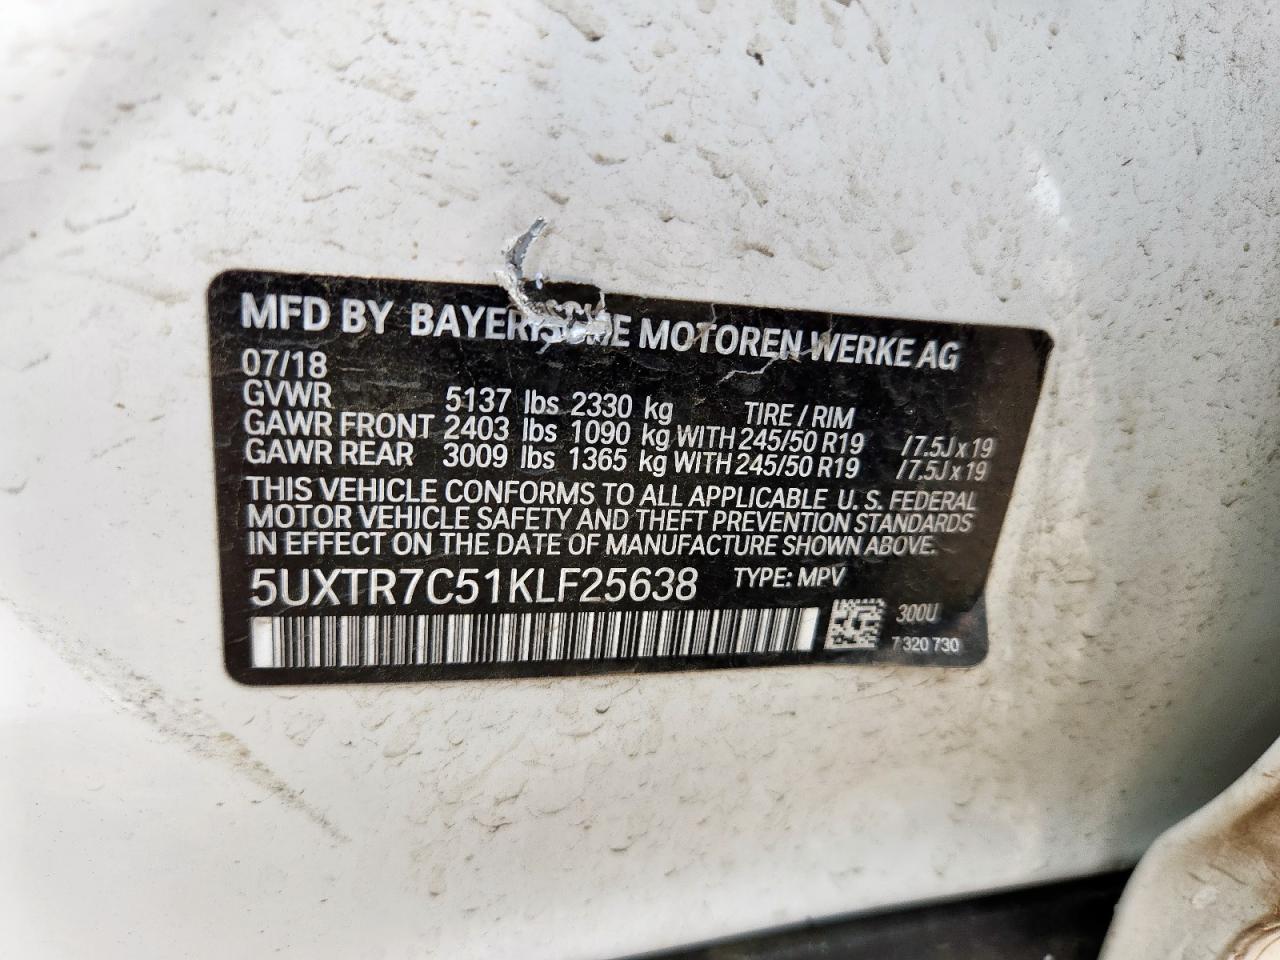 MFD BY BAYERISCHE MOTOREN WERKE AG
07/18
GVWR 5137 lbs 2330 kg TIRE / RIM
GAWR FRONT 2403 lbs 1090 kg WITH 245/50 R19 /7.5J x 19
GAWR REAR 3009 lbs 1365 kg WITH 245/50 R19 /7.5J x 19
THIS VEHICLE CONFORMS TO ALL APPLICABLE U.S. FEDERAL
MOTOR VEHICLE SAFETY AND THEFT PREVENTION STANDARDS
IN EFFECT ON THE DATE OF MANUFACTURE SHOWN ABOVE.
5UXTR7C51KLF25638 TYPE: MPV
300U
7 320 730